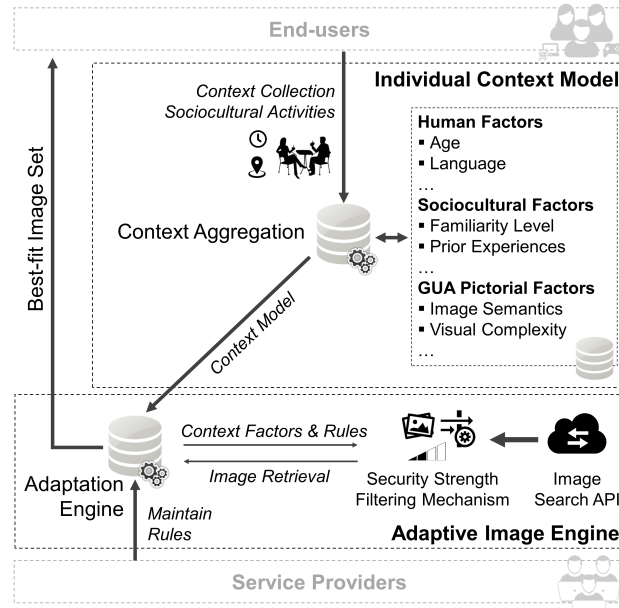 End-users
Individual Context Model
Context Collection
Sociocultural Activities
Human Factors
▪ Age
▪ Language
…
Sociocultural Factors
▪ Familiarity Level
▪ Prior Experiences
…
GUA Pictorial Factors
▪ Image Semantics
▪ Visual Complexity
…
Context Aggregation
Best-fit Image Set
Context Model
Context Factors & Rules
Image Retrieval
Adaptation
Engine
Maintain
Rules
Security Strength
Filtering Mechanism
Image
Search API
Adaptive Image Engine
Service Providers